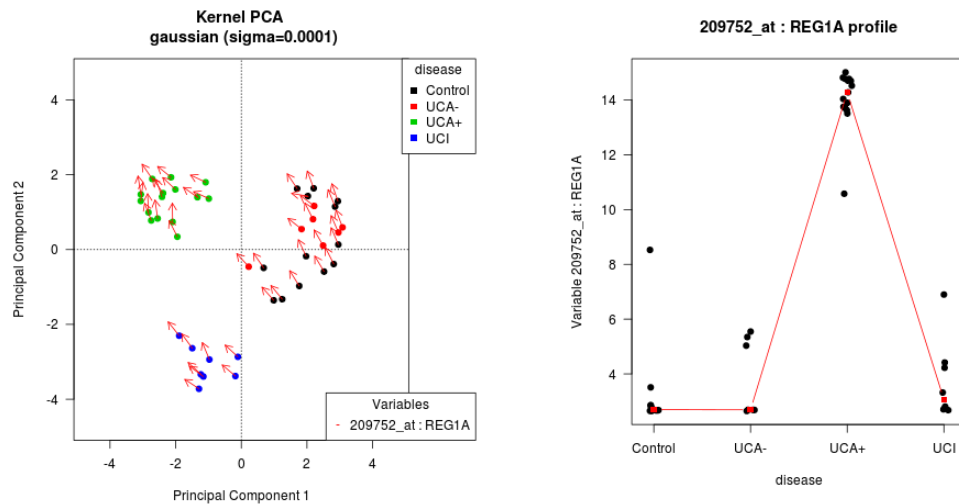 Kernel PCA
gaussian (sigma=0.0001)
disease
Control
UCA-
UCA+
UCI
4
2
0
-2
-4
Principal Component 2
Variables
209752_at : REG1A
-4
-2
0
2
4
Principal Component 1
209752_at : REG1A profile
14
12
10
8
6
4
Variable 209752_at : REG1A
Control
UCA-
UCA+
UCI
disease